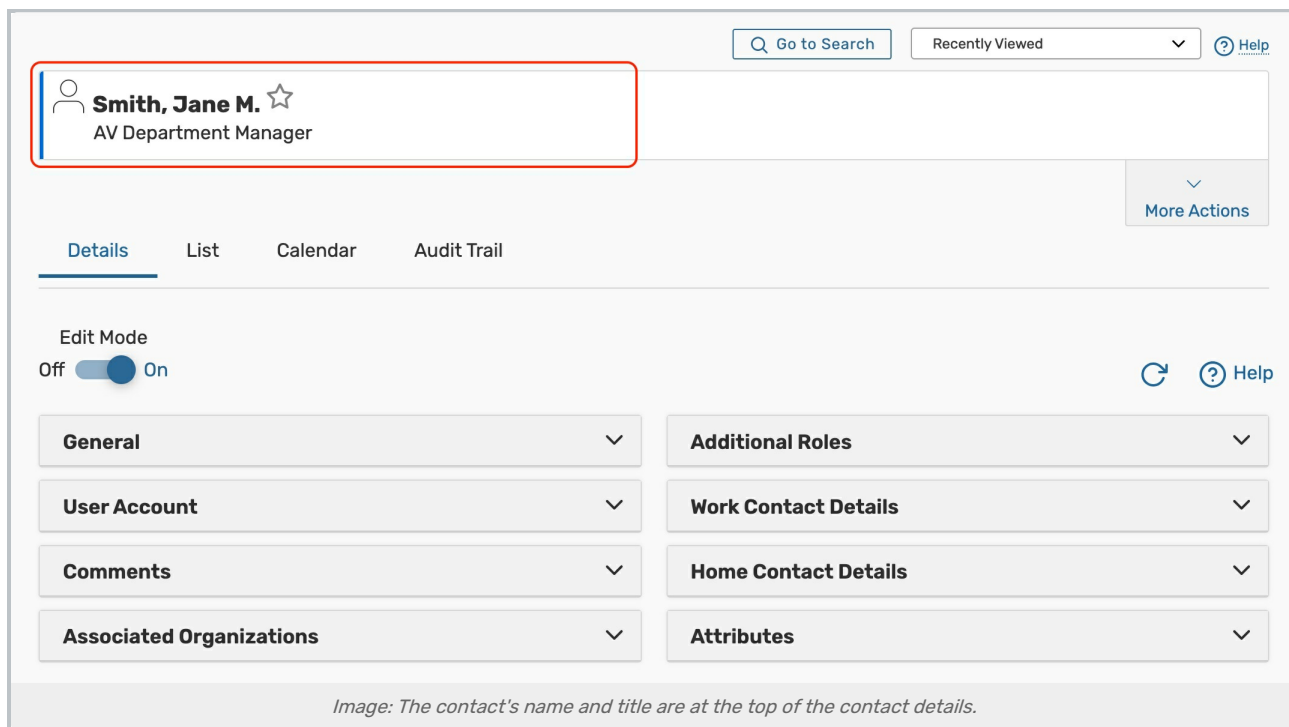 Go to Search
Recently Viewed
? Help
Smith, Jane M.
AV Department Manager
More Actions
Details List Calendar Audit Trail
Edit Mode
Off On
? Help
General
Additional Roles
User Account
Work Contact Details
Comments
Home Contact Details
Associated Organizations
Attributes
Image: The contact's name and title are at the top of the contact details.